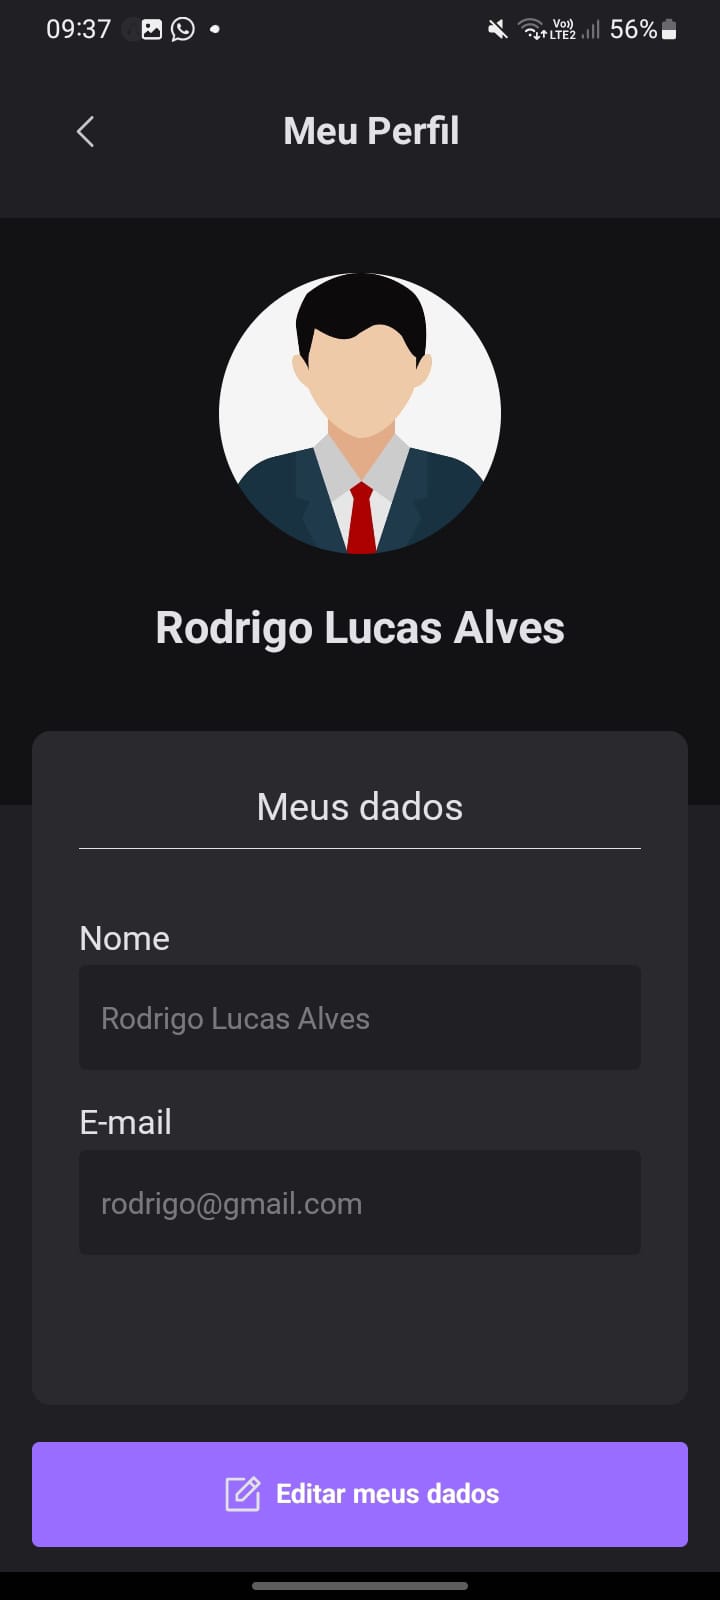 09:37
Vo)) LTE2 56%
Meu Perfil
Rodrigo Lucas Alves
Meus dados
Nome
Rodrigo Lucas Alves
E-mail
rodrigo@gmail.com
Editar meus dados